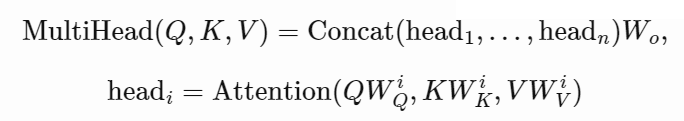 MultiHead(Q, K, V) = Concat(head₁, . . . , headₙ)Wₒ,
headᵢ = Attention(QW_Q^i, KW_K^i, VW_V^i)